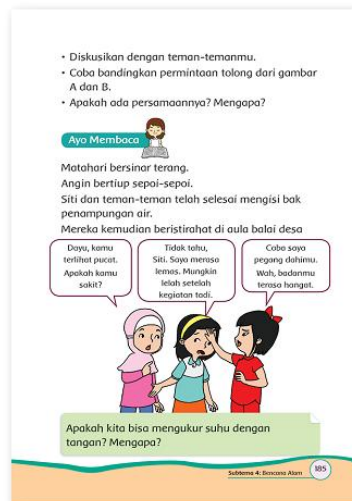 • Diskusikan dengan teman-temanmu.
• Coba bandingkan permintaan tolong dari gambar
A dan B.
• Apakah ada persamaannya? Mengapa?
Ayo Membaca
Matahari bersinar terang.
Angin bertiup sepoi-sepoi.
Siti dan teman-teman telah selesai mengisi bak
penampungan air.
Mereka kemudian beristirahat di aula balai desa
Dayu, kamu
terlihat pucat.
Apakah kamu
sakit?
Tidak tahu,
Siti. Saya merasa
lemas. Mungkin
lelah setelah
kegiatan tadi.
Coba saya
pegang dahimu.
Wah, badanmu
terasa hangat.
Apakah kita bisa mengukur suhu dengan
tangan? Mengapa?
Subtema 4: Bencana Alam
185